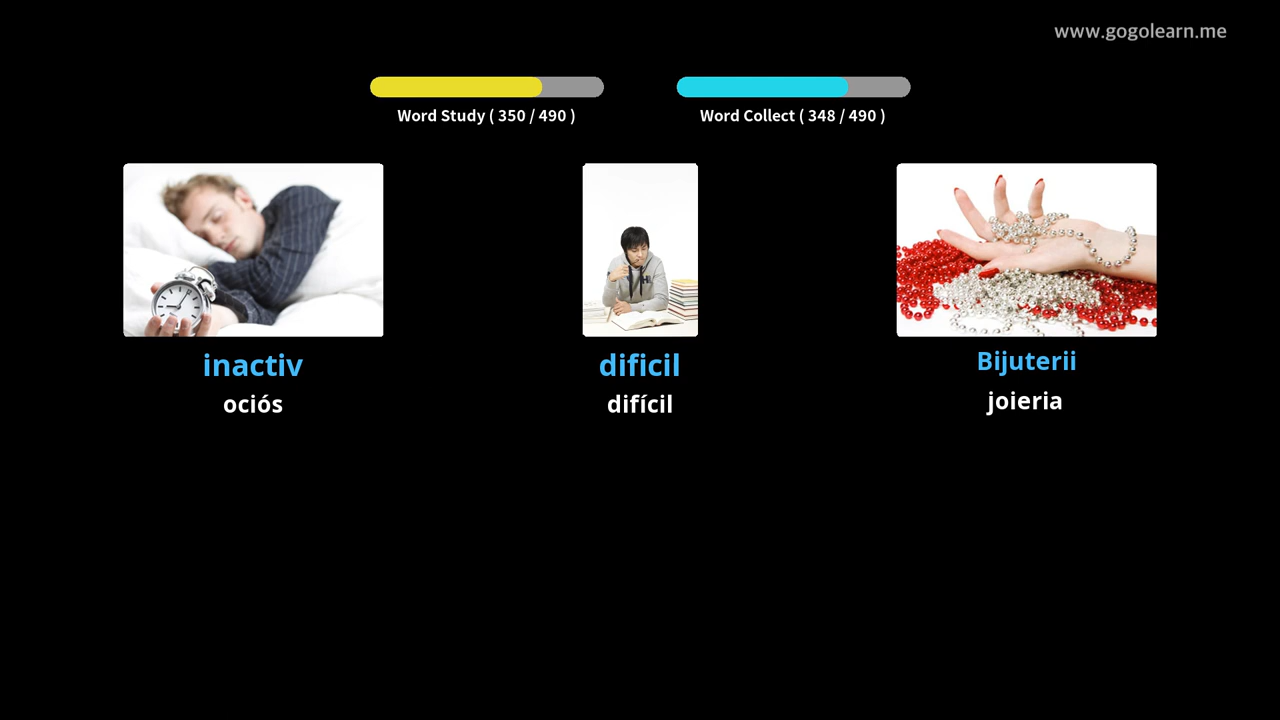 www.gogolearn.me
Word Study ( 350 / 490 )
Word Collect ( 348 / 490 )
inactiv
ociós
dificil
difícil
Bijuterii
joieria